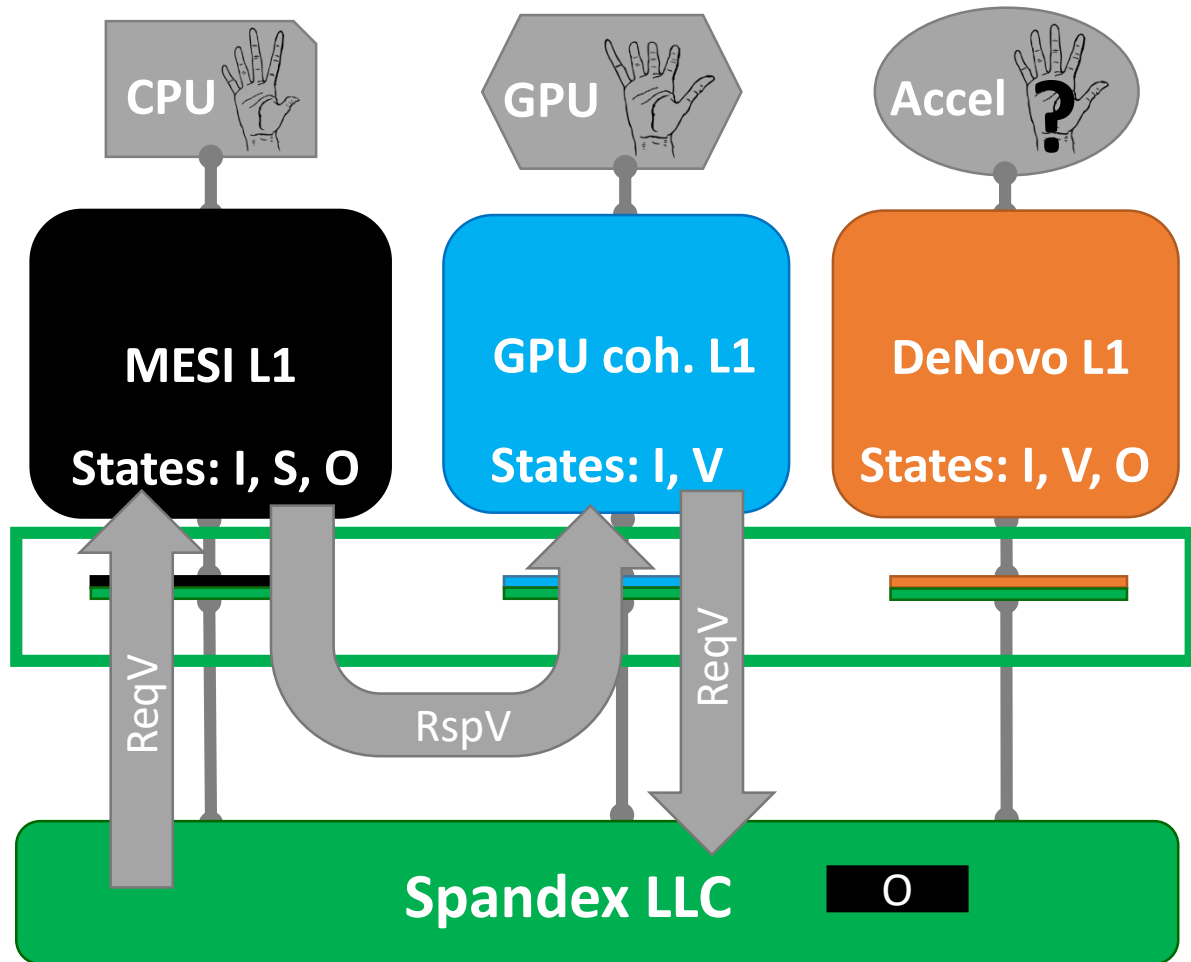 CPU
GPU
Accel
?
MESI L1
States: I, S, O
GPU coh. L1
States: I, V
DeNovo L1
States: I, V, O
ReqV
RspV
ReqV
Spandex LLC
O